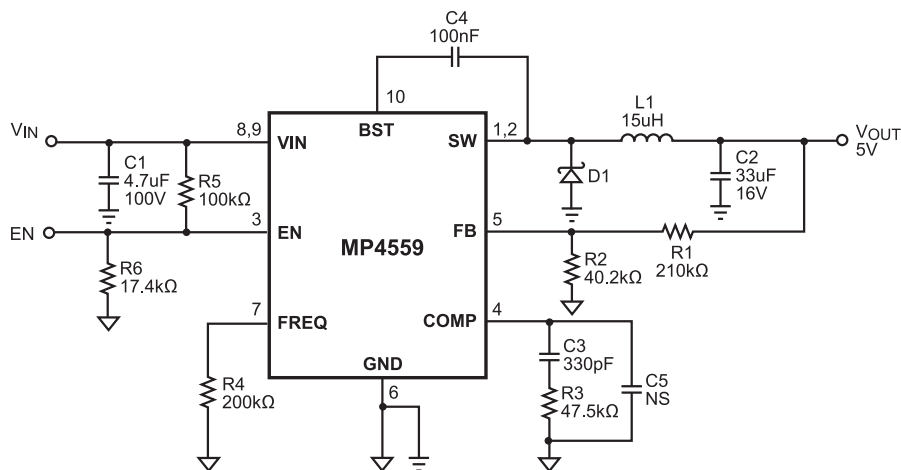 C4
100nF
10
BST
L1
15uH
VIN
8,9
VIN
1,2
SW
VOUT
5V
C1
4.7uF
100V
R5
100kΩ
D1
C2
33uF
16V
EN
3
EN
MP4559
5
FB
R1
210kΩ
R6
17.4kΩ
R2
40.2kΩ
7
FREQ
4
COMP
GND
6
R4
200kΩ
C3
330pF
R3
47.5kΩ
C5
NS